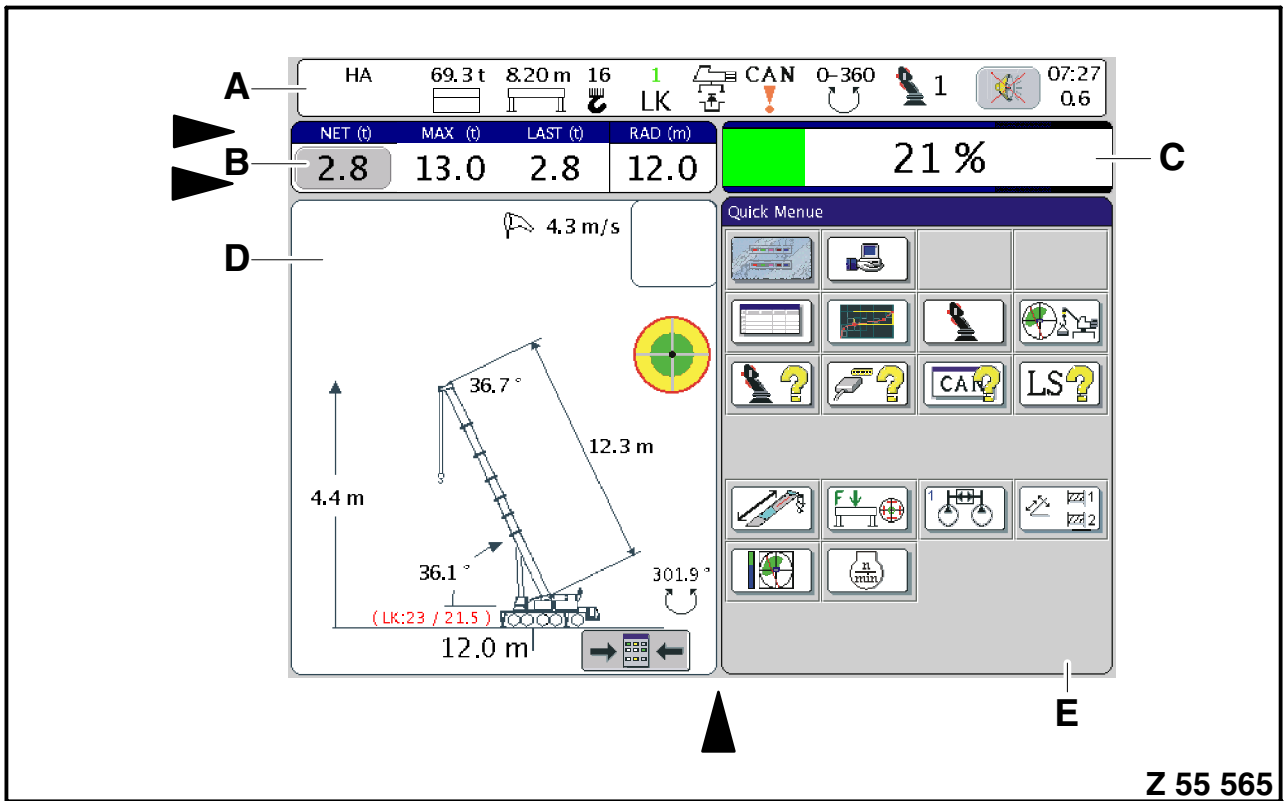 A
HA 69.3 t 8.20 m 16 1 LK CAN 0-360 1 07:27 0.6
NET (t) MAX (t) LAST (t) RAD (m)
B 2.8 13.0 2.8 12.0
21 % C
Quick Menue
D
4.3 m/s
36.7 °
12.3 m
4.4 m
36.1 °
301.9 °
( LK:23 / 21.5 )
12.0 m
CAN
LS
F
1
1
2
n
min
E
Z 55 565